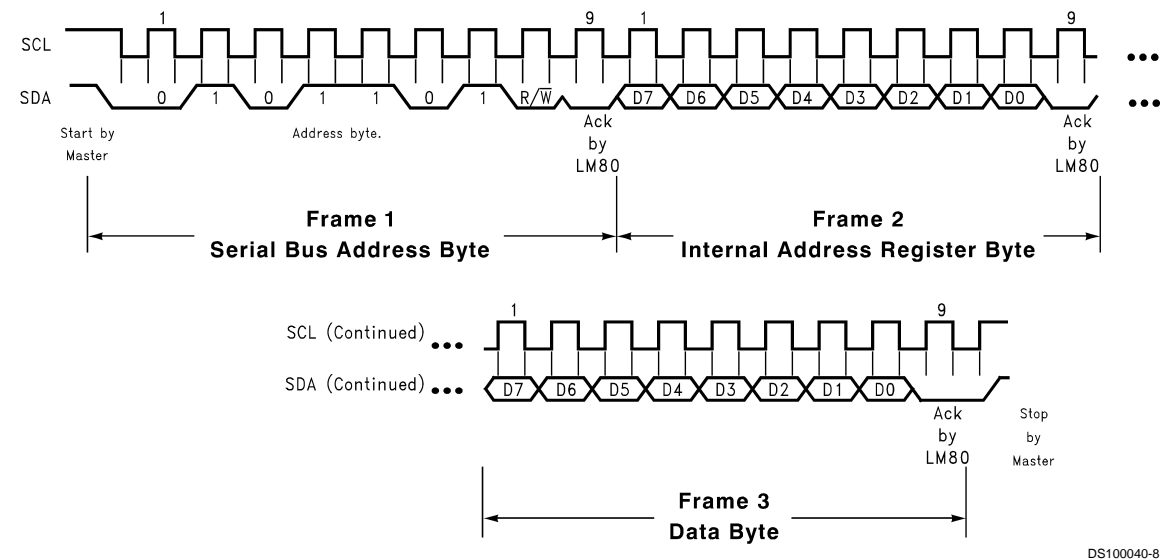 1 9 1 9
SCL
SDA 0 1 0 1 1 0 1 R/W̅ D7 D6 D5 D4 D3 D2 D1 D0
Start by
Master
Address byte.
Ack
by
LM80
Ack
by
LM80
Frame 1
Serial Bus Address Byte
Frame 2
Internal Address Register Byte
1 9
SCL (Continued)
SDA (Continued) D7 D6 D5 D4 D3 D2 D1 D0
Ack
by
LM80
Stop
by
Master
Frame 3
Data Byte
DS100040-8